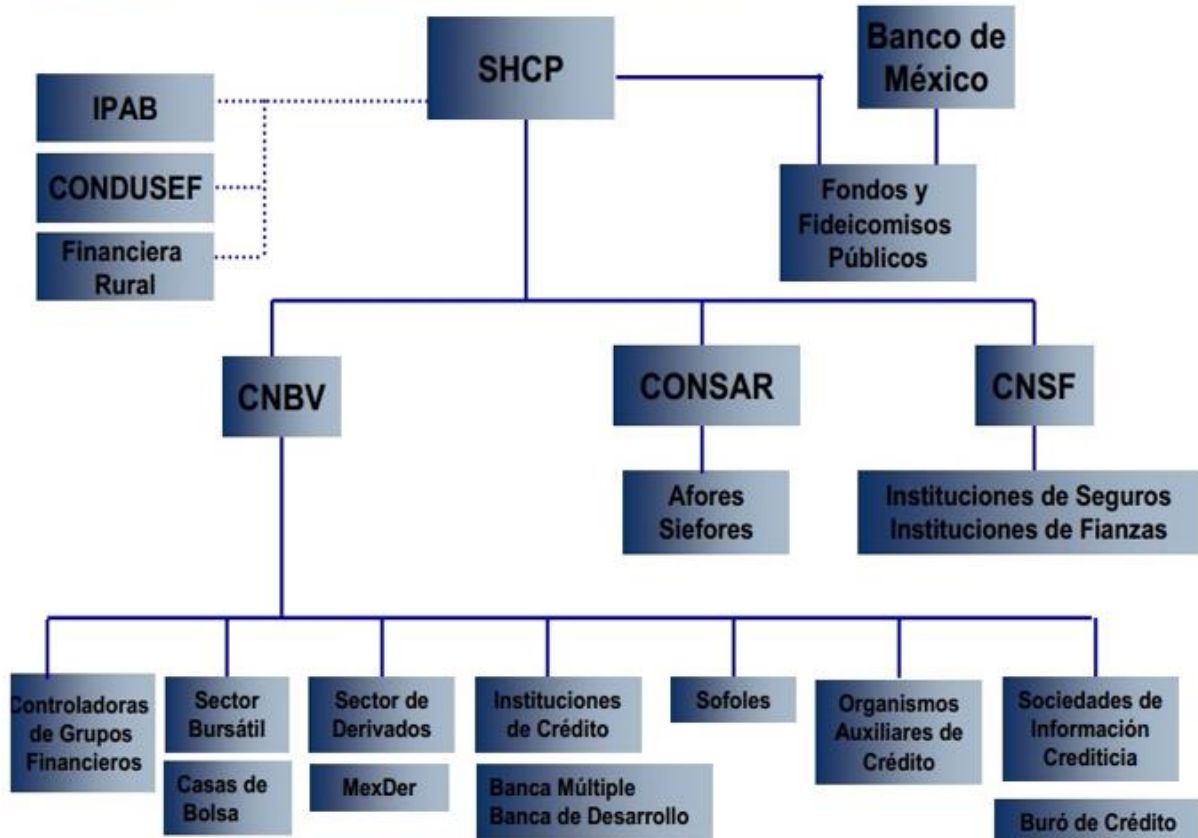 SHCP
Banco de
México
IPAB
CONDUSEF
Financiera
Rural
Fondos y
Fideicomisos
Públicos
CNBV
CONSAR
CNSF
Afores
Siefores
Instituciones de Seguros
Instituciones de Fianzas
Controladoras
de Grupos
Financieros
Sector
Bursátil
Casas de
Bolsa
Sector de
Derivados
MexDer
Instituciones
de Crédito
Banca Múltiple
Banca de Desarrollo
Sofoles
Organismos
Auxiliares de
Crédito
Sociedades de
Información
Crediticia
Buró de Crédito